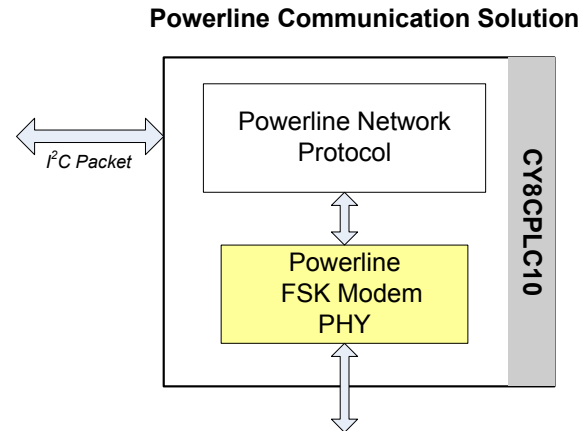 Powerline Communication Solution
Powerline Network
Protocol
I²C Packet
CY8CPLC10
Powerline
FSK Modem
PHY